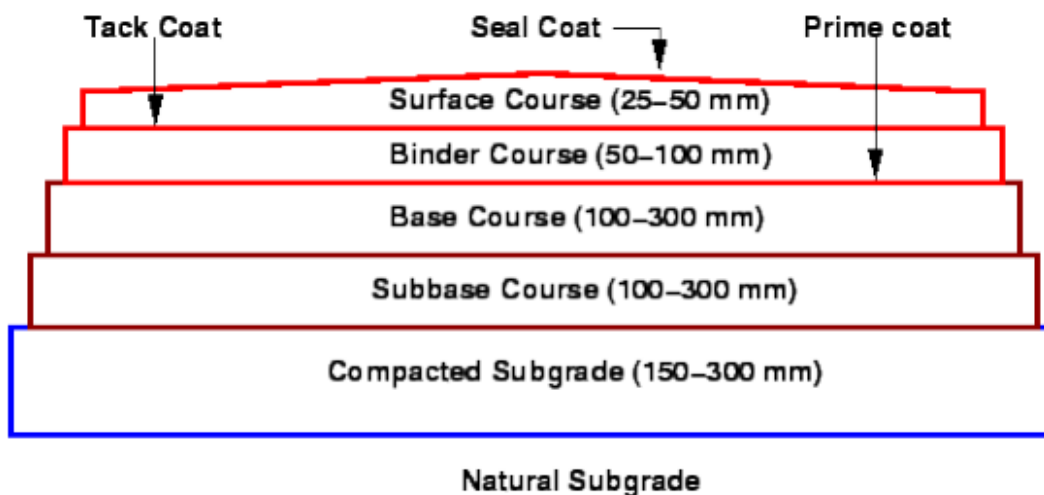 Tack Coat
Seal Coat
Prime coat
Surface Course (25–50 mm)
Binder Course (50–100 mm)
Base Course (100–300 mm)
Subbase Course (100–300 mm)
Compacted Subgrade (150–300 mm)
Natural Subgrade